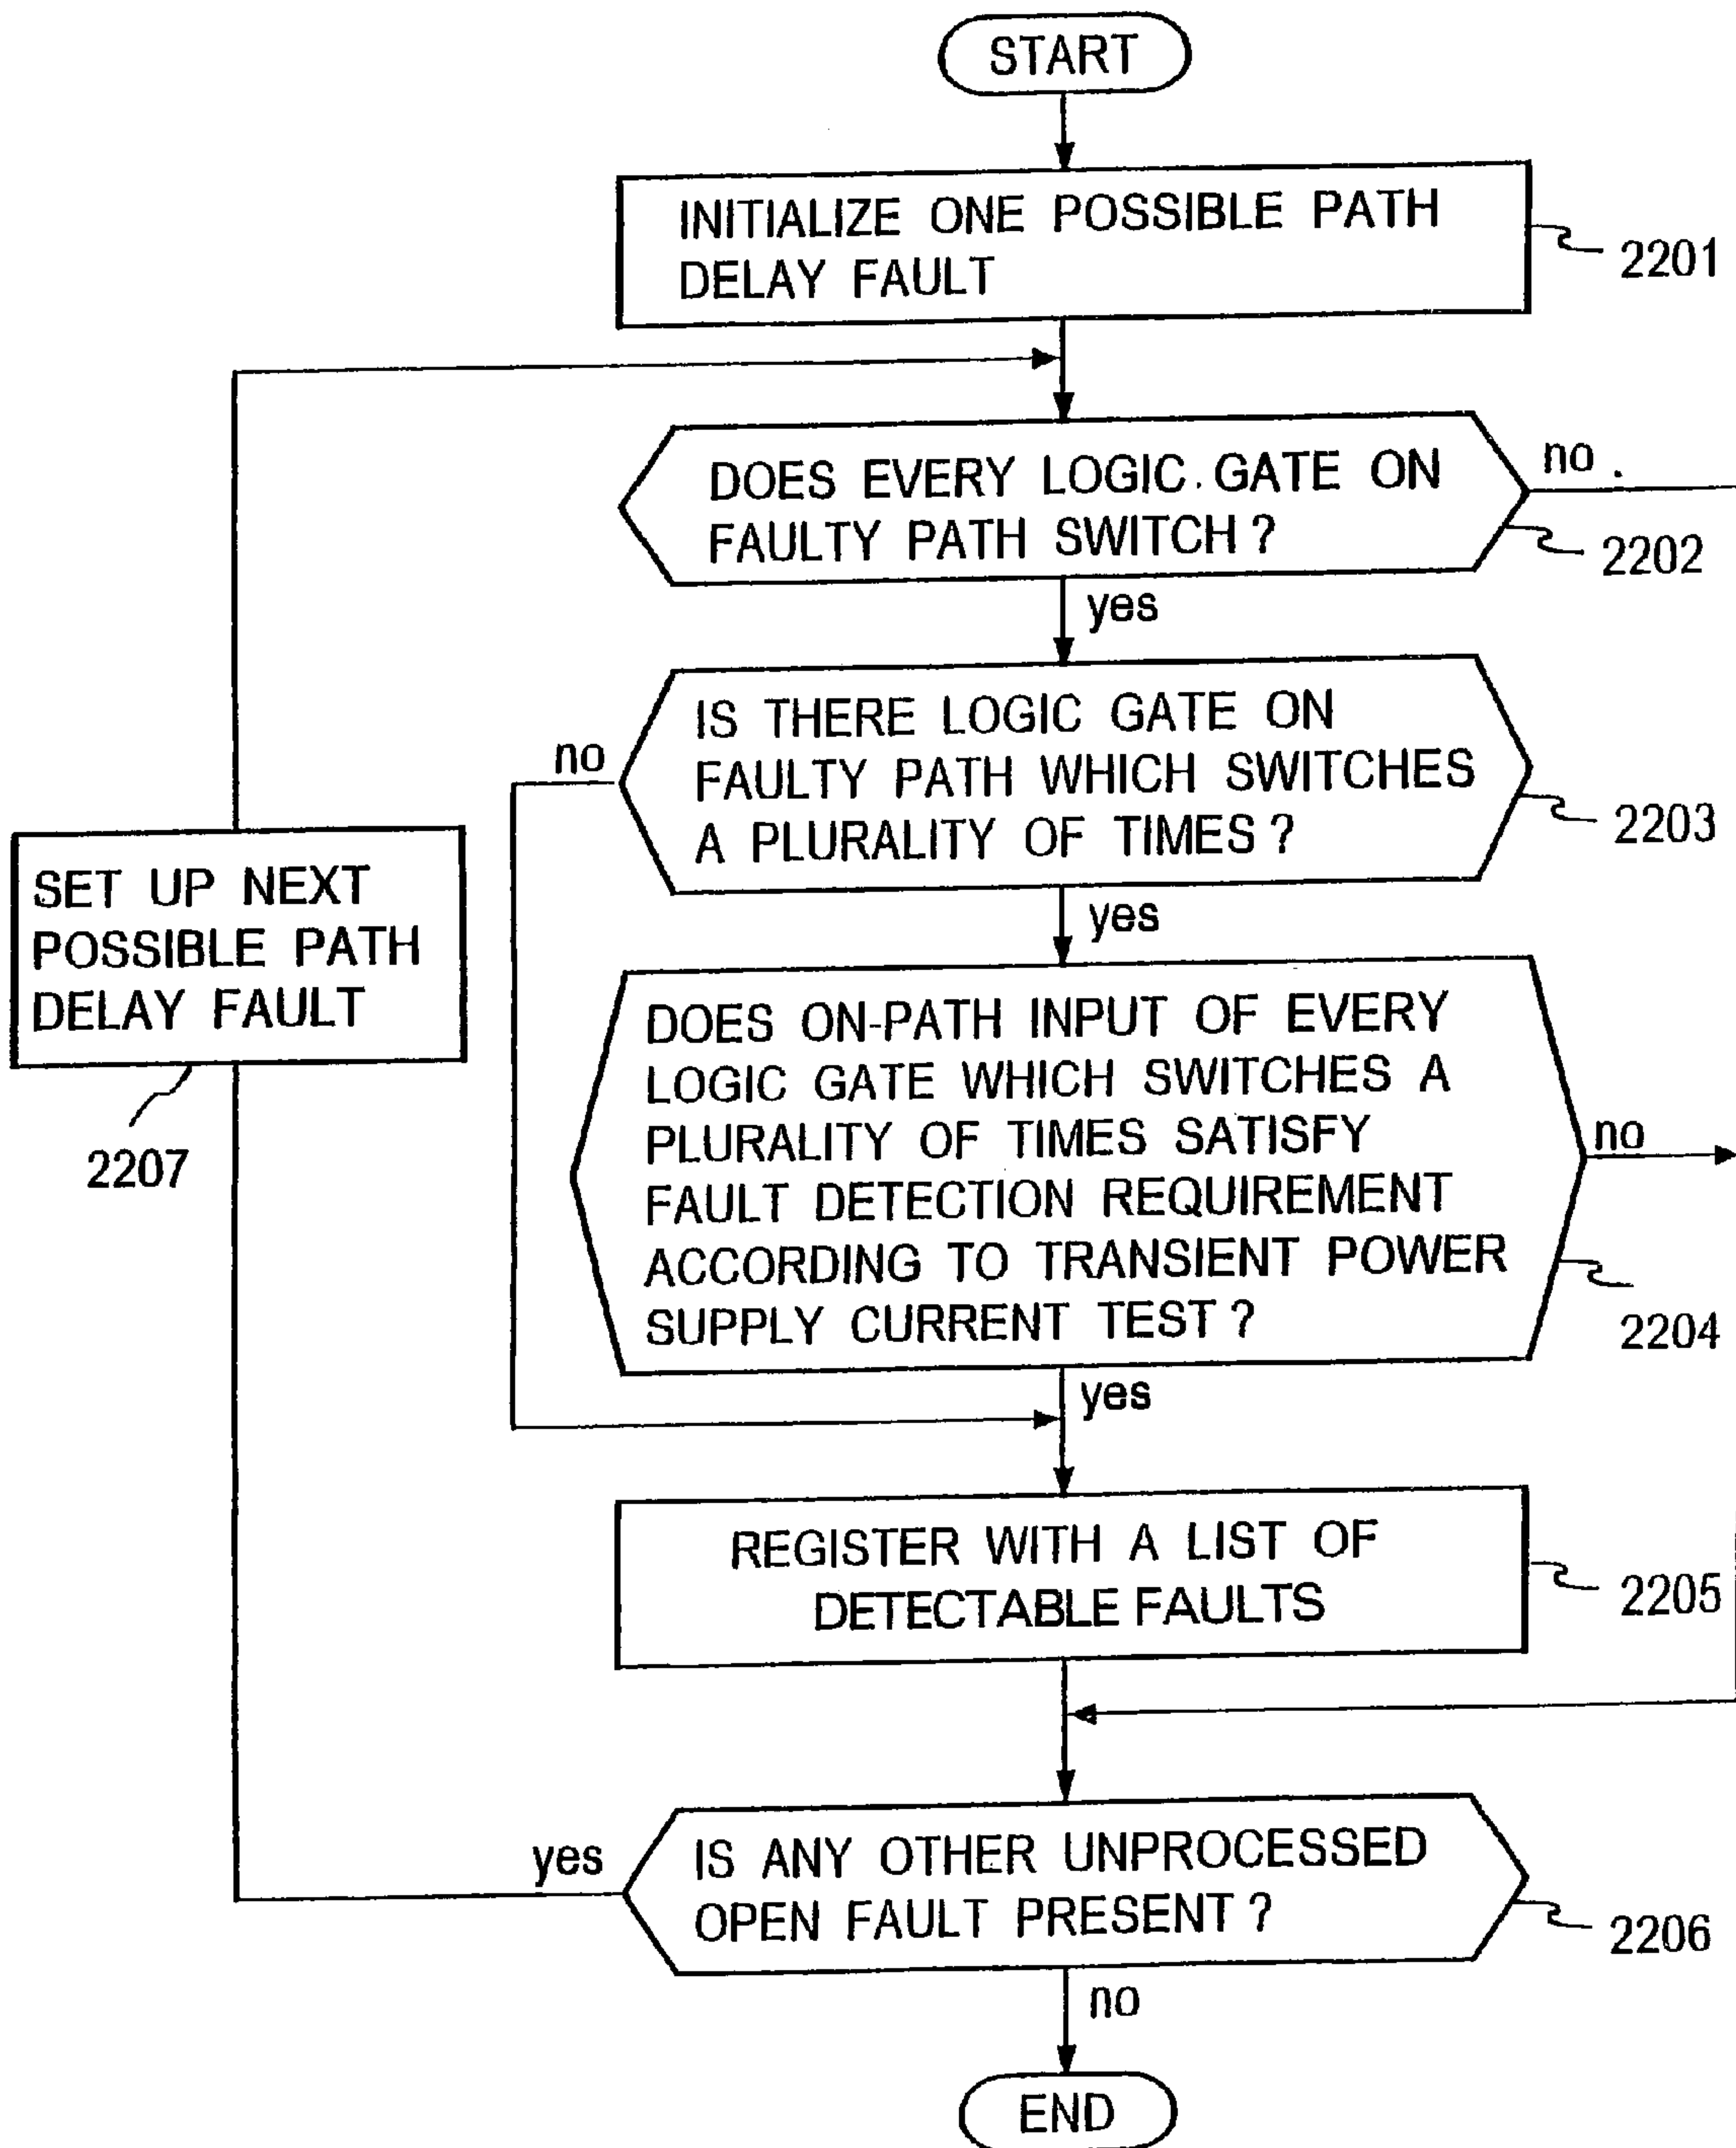 START
INITIALIZE ONE POSSIBLE PATH
DELAY FAULT
2201
DOES EVERY LOGIC GATE ON
FAULTY PATH SWITCH?
no
2202
yes
IS THERE LOGIC GATE ON
FAULTY PATH WHICH SWITCHES
A PLURALITY OF TIMES?
no
2203
yes
SET UP NEXT
POSSIBLE PATH
DELAY FAULT
2207
DOES ON-PATH INPUT OF EVERY
LOGIC GATE WHICH SWITCHES A
PLURALITY OF TIMES SATISFY
FAULT DETECTION REQUIREMENT
ACCORDING TO TRANSIENT POWER
SUPPLY CURRENT TEST?
no
2204
yes
REGISTER WITH A LIST OF
DETECTABLE FAULTS
2205
IS ANY OTHER UNPROCESSED
OPEN FAULT PRESENT?
yes
2206
no
END